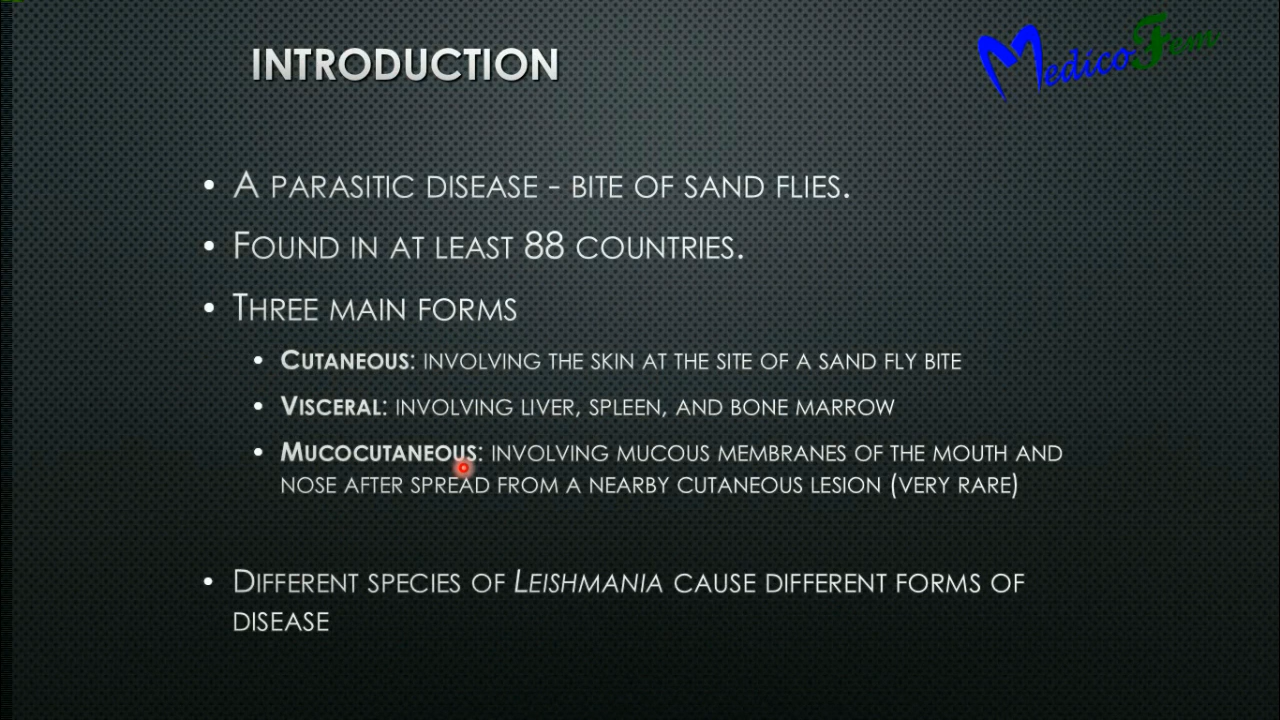 INTRODUCTION
MedicoFem
• A PARASITIC DISEASE - BITE OF SAND FLIES.
• FOUND IN AT LEAST 88 COUNTRIES.
• THREE MAIN FORMS
• CUTANEOUS: INVOLVING THE SKIN AT THE SITE OF A SAND FLY BITE
• VISCERAL: INVOLVING LIVER, SPLEEN, AND BONE MARROW
• MUCOCUTANEOUS: INVOLVING MUCOUS MEMBRANES OF THE MOUTH AND
NOSE AFTER SPREAD FROM A NEARBY CUTANEOUS LESION (VERY RARE)
• DIFFERENT SPECIES OF LEISHMANIA CAUSE DIFFERENT FORMS OF
DISEASE